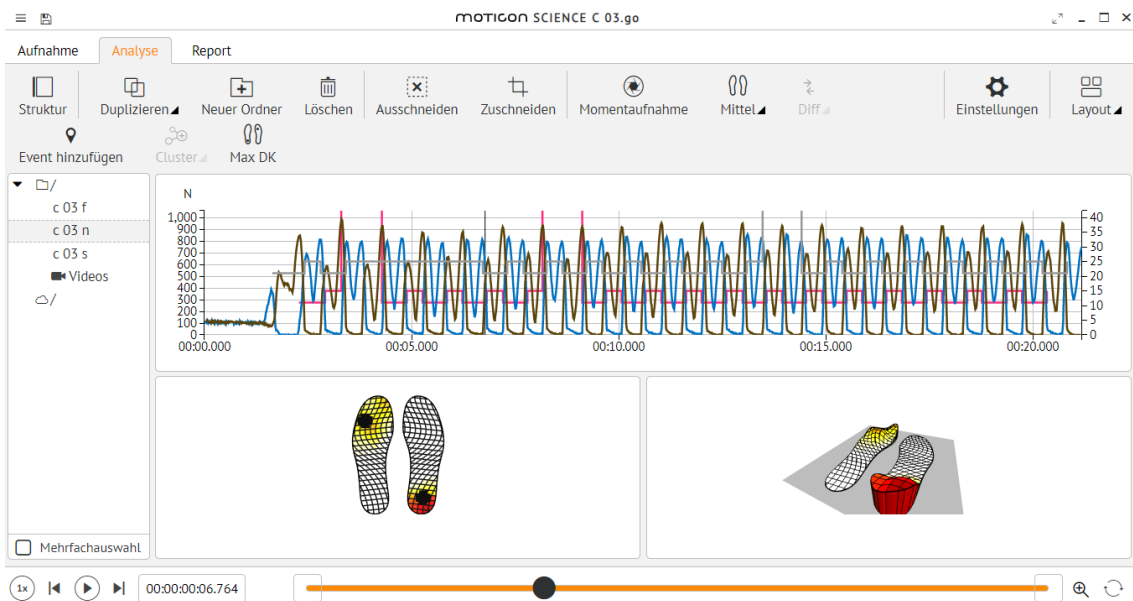 moticon SCIENCE C 03.go
Aufnahme Analyse Report
Struktur Duplizieren Neuer Ordner Löschen Ausschneiden Zuschneiden Momentaufnahme Mittel Diff Einstellungen Layout
Event hinzufügen Cluster Max DK
/
c 03 f
c 03 n
c 03 s
Videos
/
Mehrfachauswahl
N
1,000
900
800
700
600
500
400
300
200
100
0
40
35
30
25
20
15
10
5
0
00:00.000 00:05.000 00:10.000 00:15.000 00:20.000
1x 00:00:00:06.764